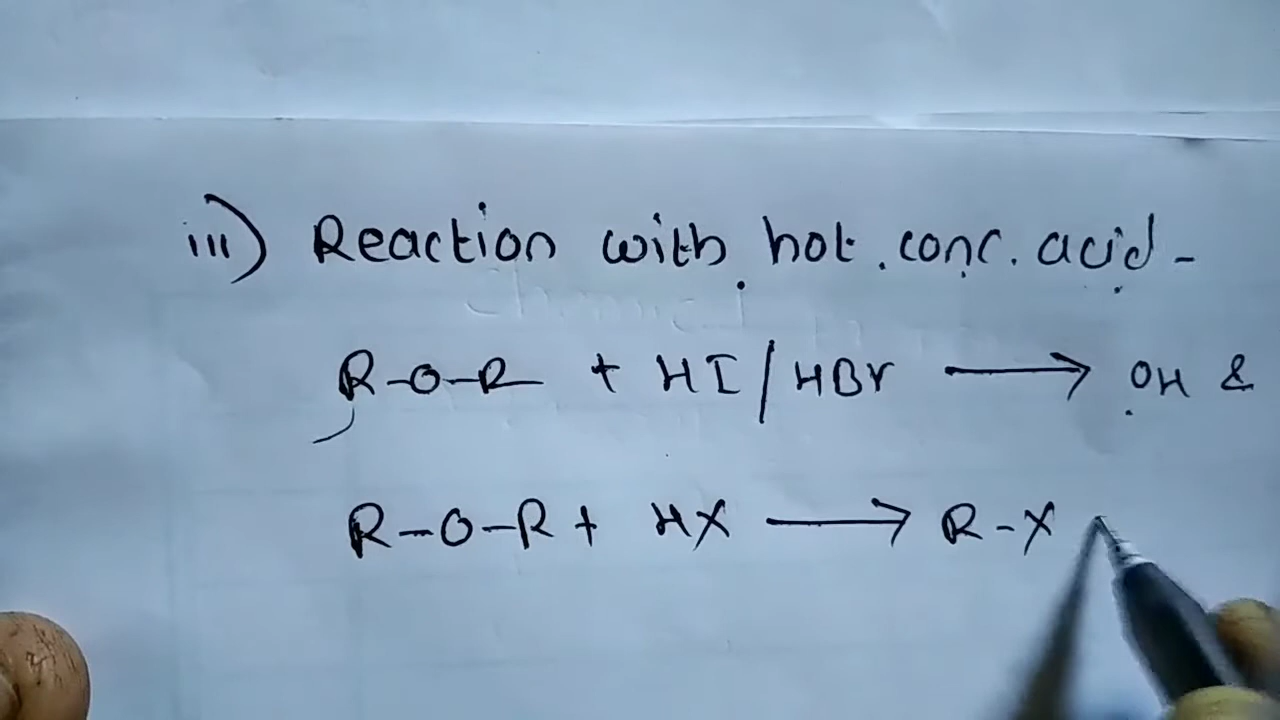 iii) Reaction with hot. conc. acid -
R-O-R + HI / HBr ⟶ OH &
R-O-R + HX ⟶ R-X